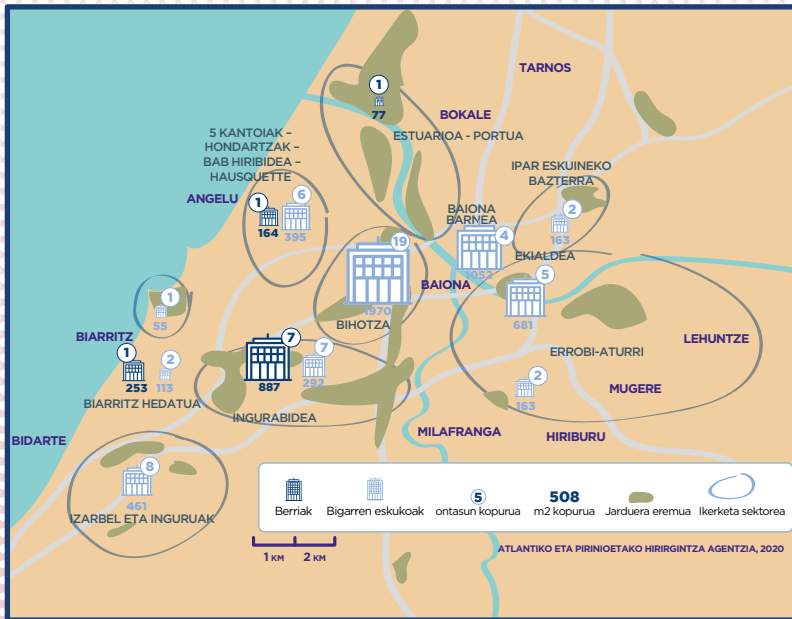 TARNOS
1
77
BOKALE
ESTUARIOA - PORTUA
5 KANTOIAK –
HONDARTZAK –
BAB HIRIBIDEA –
HAUSQUETTE
IPAR ESKUINEKO
BAZTERRA
ANGELU
1
164
6
395
BAIONA
BARNEA
2
163
19
1970
4
1052
EKIALDEA
5
681
BAIONA
BIHOTZA
1
55
BIARRITZ
1
253
2
113
BIARRITZ HEDATUA
7
887
7
292
INGURABIDEA
LEHUNTZE
ERROBI-ATURRI
2
163
MUGERE
MILAFRANGA
HIRIBURU
BIDARTE
8
461
IZARBEL ETA INGURUAK
5
508
Berriak
Bigarren eskukoak
ontasun kopurua
m2 kopurua
Jarduera eremua
Ikerketa sektorea
1 KM
2 KM
ATLANTIKO ETA PIRINIOETAKO HIRIRGINTZA AGENTZIA, 2020